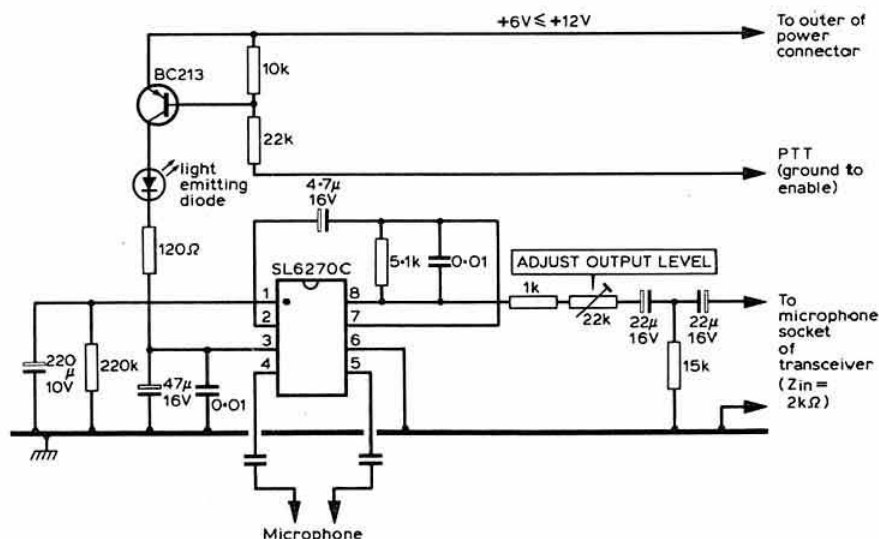 +6V ≤ +12V
To outer of
power
connector
BC213
10k
22k
PTT
(ground to
enable)
light
emitting
diode
4·7µ
16V
120Ω
SL6270C
5·1k
0·01
ADJUST OUTPUT LEVEL
1k
22k
22µ
16V
22µ
16V
To
microphone
socket
of
transceiver
(Zin =
2kΩ)
1
2
3
4
8
7
6
5
220
µ
10V
220k
47µ
16V
0·01
15k
Microphone